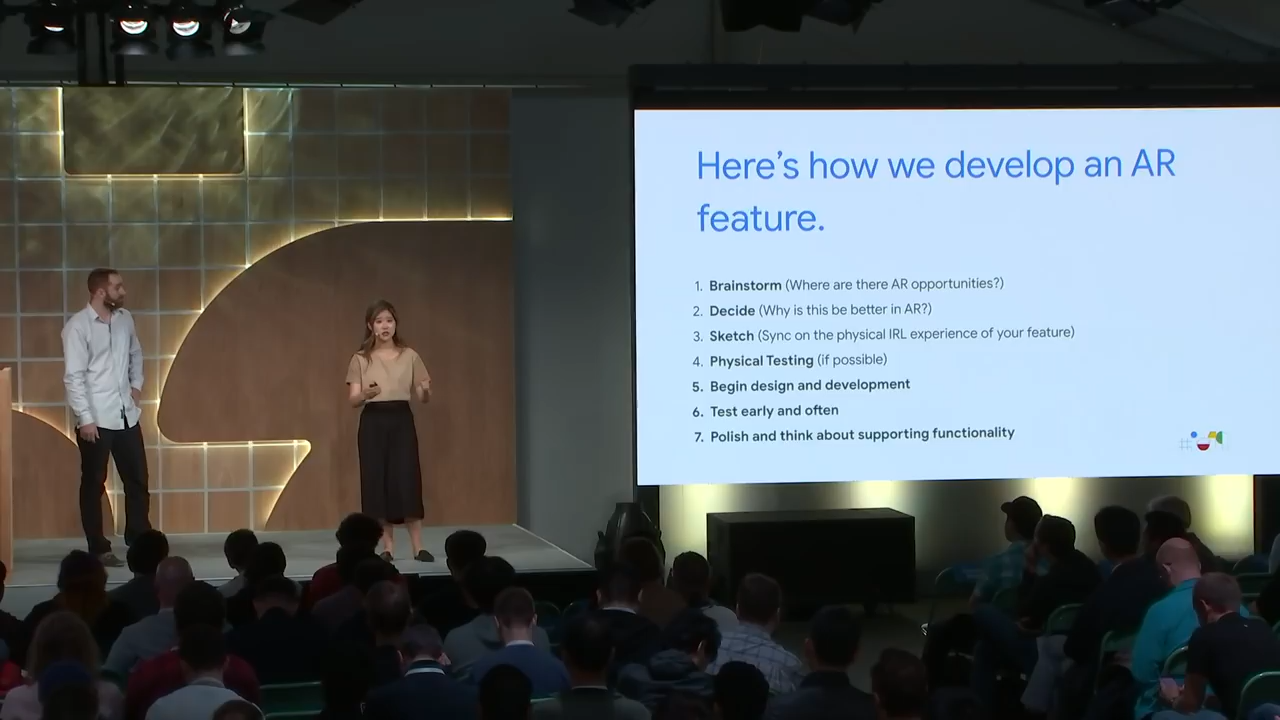 Here's how we develop an AR
feature.
1. Brainstorm (Where are there AR opportunities?)
2. Decide (Why is this be better in AR?)
3. Sketch (Sync on the physical IRL experience of your feature)
4. Physical Testing (if possible)
5. Begin design and development
6. Test early and often
7. Polish and think about supporting functionality